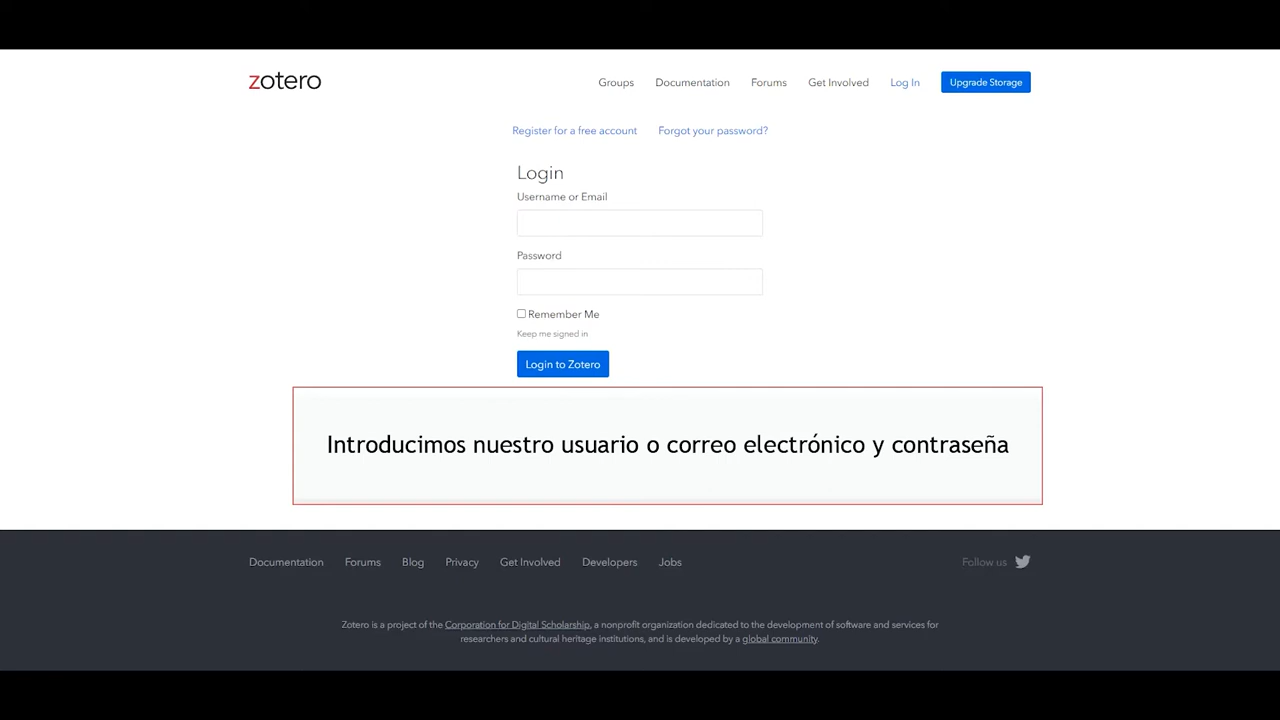 zotero
Groups Documentation Forums Get Involved Log In Upgrade Storage
Register for a free account Forgot your password?
Login
Username or Email
Password
Remember Me
Keep me signed in
Login to Zotero
Introducimos nuestro usuario o correo electrónico y contraseña
Documentation Forums Blog Privacy Get Involved Developers Jobs Follow us
Zotero is a project of the Corporation for Digital Scholarship, a nonprofit organization dedicated to the development of software and services for
researchers and cultural heritage institutions, and is developed by a global community.